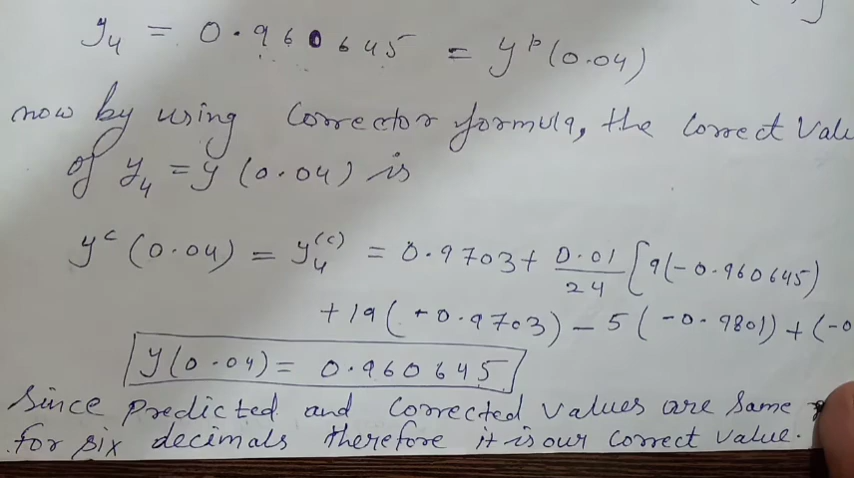 y₄ = 0.960645 = yᵖ(0.04)
now by using Corrector formula, the Correct Valu
of y₄ = y(0.04) is
yᶜ(0.04) = y₄⁽ᶜ⁾ = 0.9703 + 0.01/24 [9(-0.960645)
+19(-0.9703) - 5(-0.9801) + (-0
y(0.04) = 0.960645
Since Predicted and Corrected values are Same
for six decimals therefore it is our correct value.